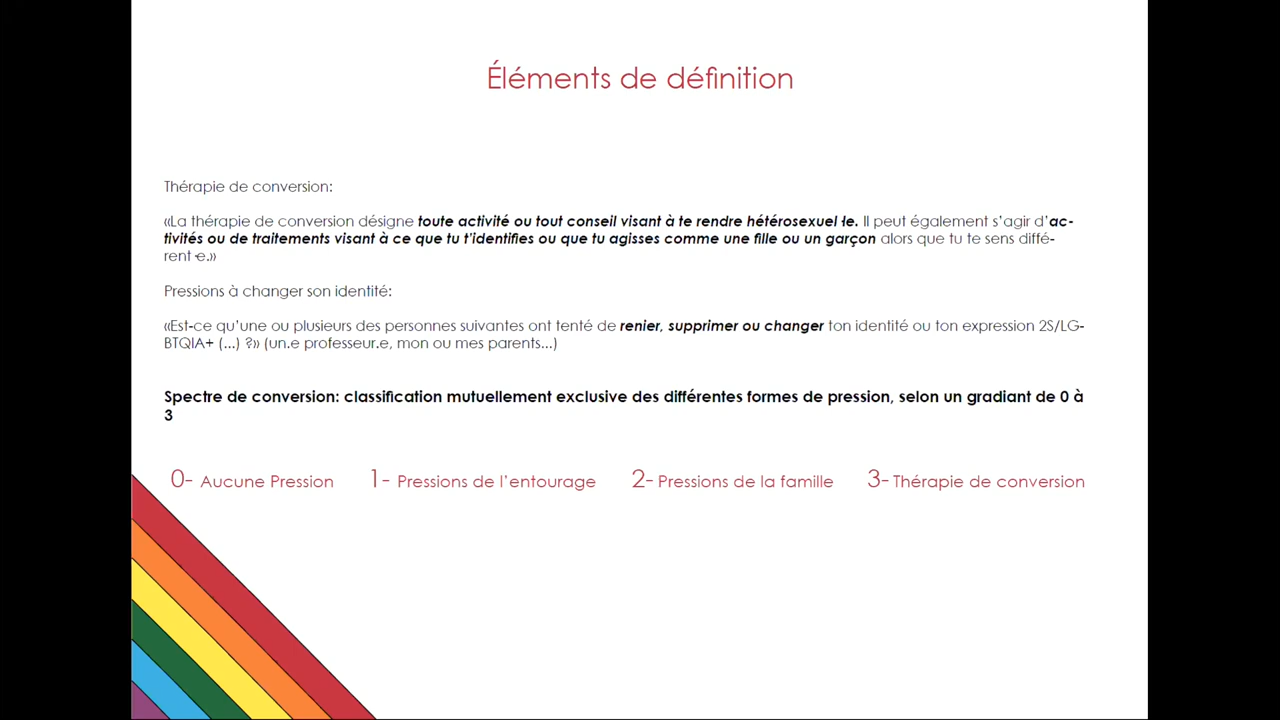 Éléments de définition
Thérapie de conversion:
«La thérapie de conversion désigne toute activité ou tout conseil visant à te rendre hétérosexuel·le. Il peut également s'agir d'ac-
tivités ou de traitements visant à ce que tu t'identifies ou que tu agisses comme une fille ou un garçon alors que tu te sens diffé-
rent·e.»
Pressions à changer son identité:
«Est-ce qu'une ou plusieurs des personnes suivantes ont tenté de renier, supprimer ou changer ton identité ou ton expression 2S/LG-
BTQIA+ (...) ?» (un.e professeur.e, mon ou mes parents...)
Spectre de conversion: classification mutuellement exclusive des différentes formes de pression, selon un gradiant de 0 à
3
0- Aucune Pression 1- Pressions de l'entourage 2- Pressions de la famille 3- Thérapie de conversion